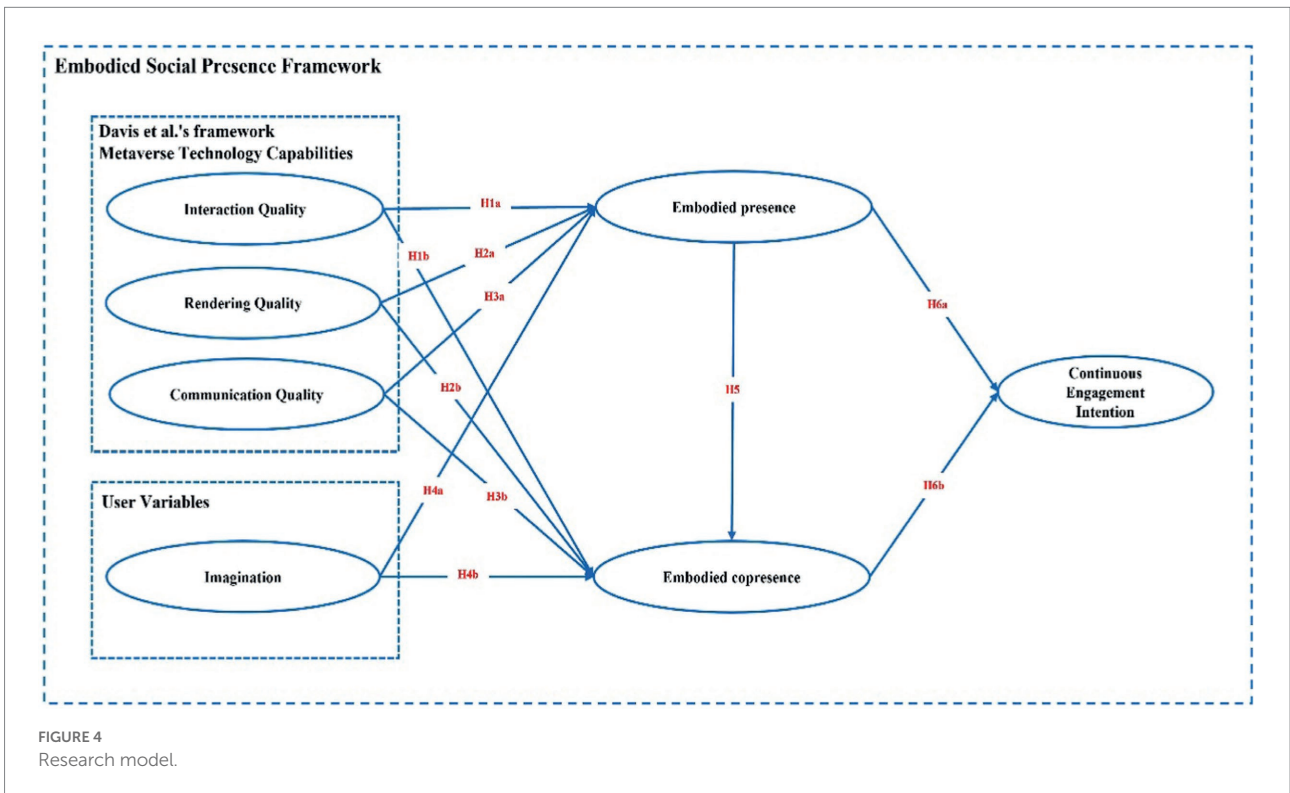 Embodied Social Presence Framework
Davis et al.'s framework
Metaverse Technology Capabilities
Interaction Quality
H1a
Embodied presence
H1b
H2a
Rendering Quality
H3a
H6a
Communication Quality
H2b
H5
Continuous
Engagement
Intention
User Variables
H4a
H3b
H6b
Imagination
H4b
Embodied copresence
FIGURE 4
Research model.